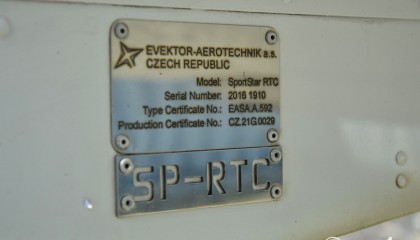 EVEKTOR-AEROTECHNIK a.s.
CZECH REPUBLIC
Model: SportStar RTC
Serial Number: 2016 1910
Type Certificate No.: EASA.A.592
Production Certificate No.: CZ.21G.0029
SP-RTC